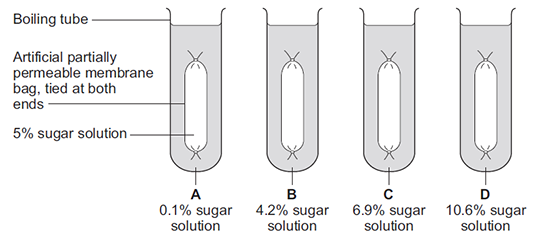 Boiling tube
Artificial partially
permeable membrane
bag, tied at both
ends
5% sugar solution
A
0.1% sugar
solution
B
4.2% sugar
solution
C
6.9% sugar
solution
D
10.6% sugar
solution